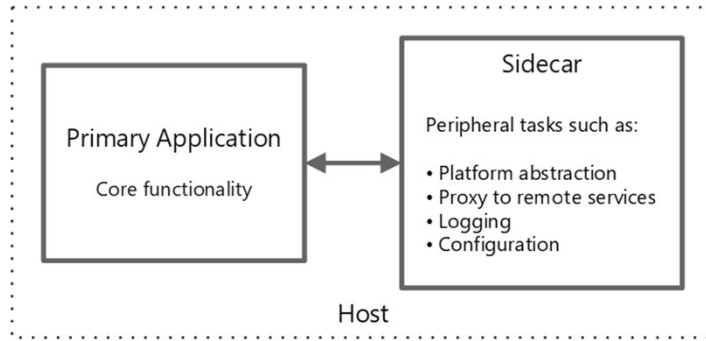 Primary Application
Core functionality
Sidecar
Peripheral tasks such as:
• Platform abstraction
• Proxy to remote services
• Logging
• Configuration
Host